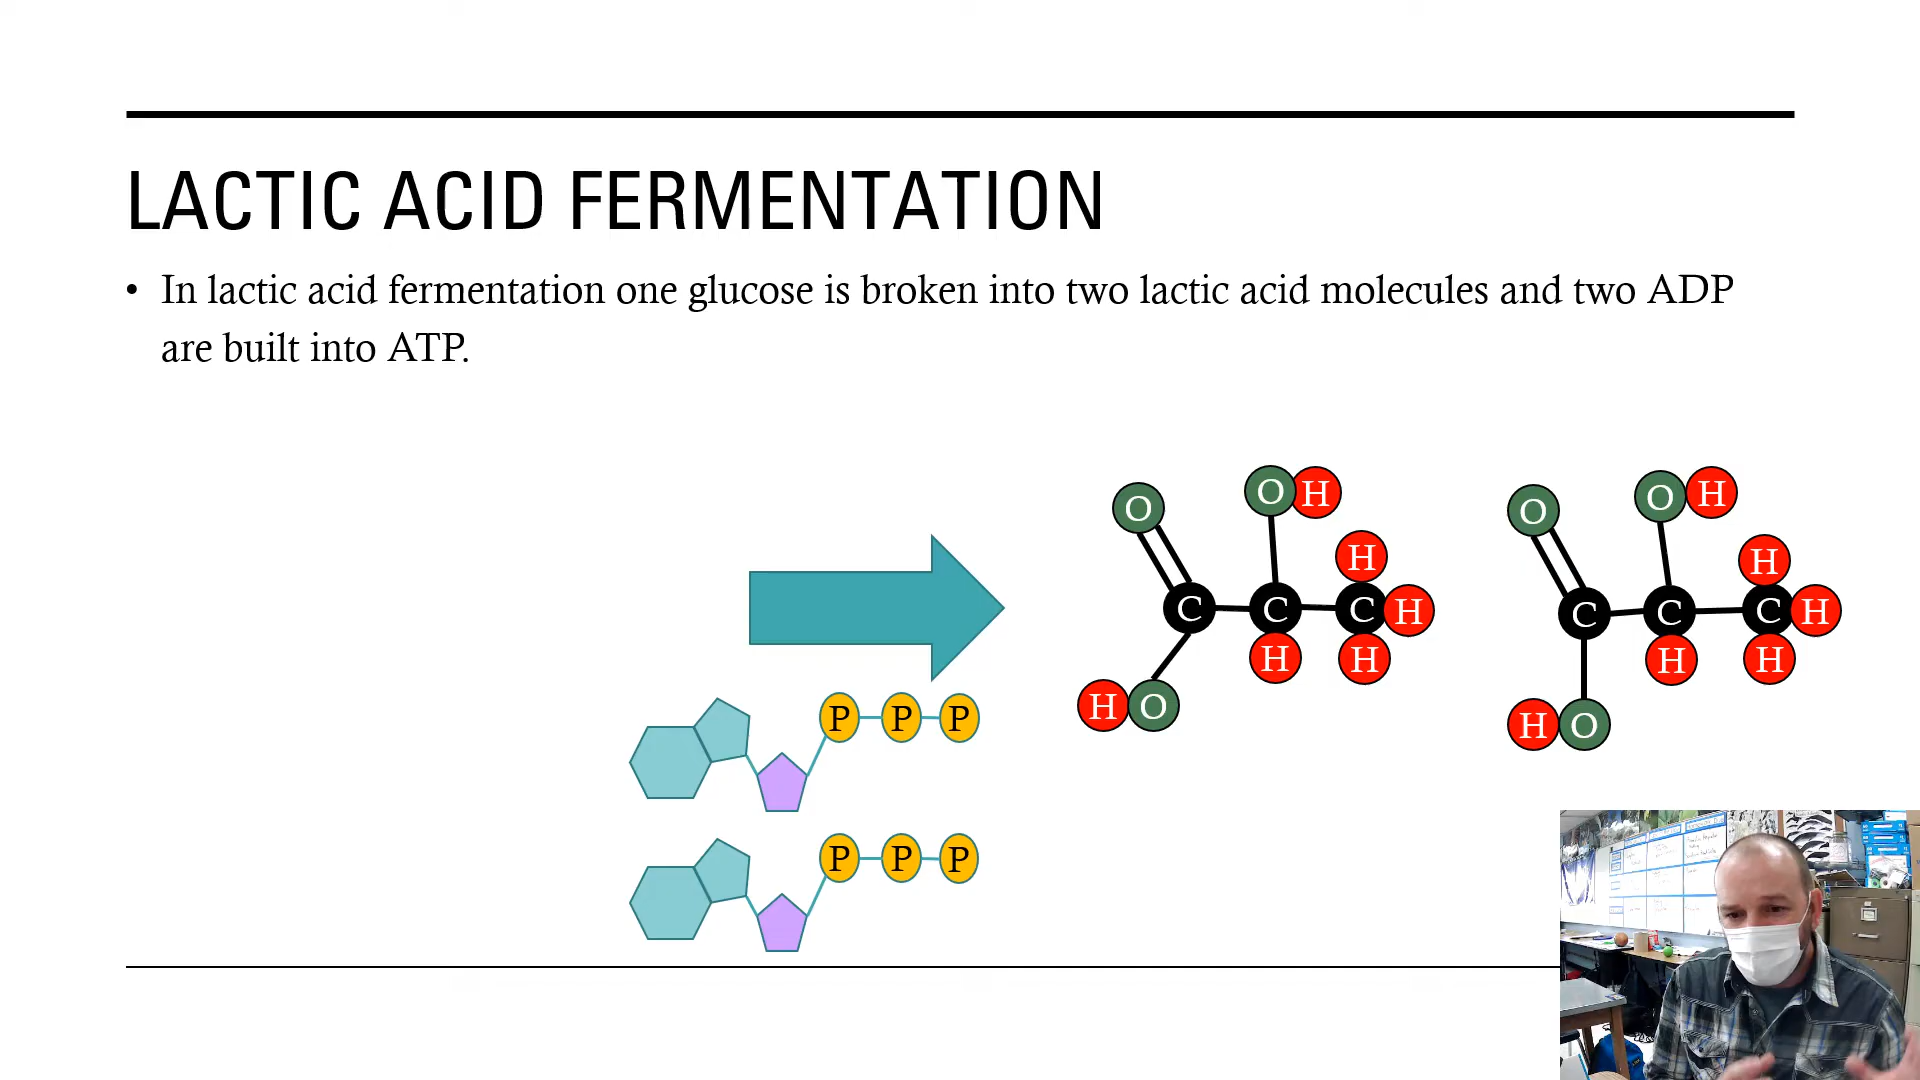 LACTIC ACID FERMENTATION
• In lactic acid fermentation one glucose is broken into two lactic acid molecules and two ADP
are built into ATP.
O O H O O H
H H
C C C H C C C H
H H H H
H O H O
P P P
P P P